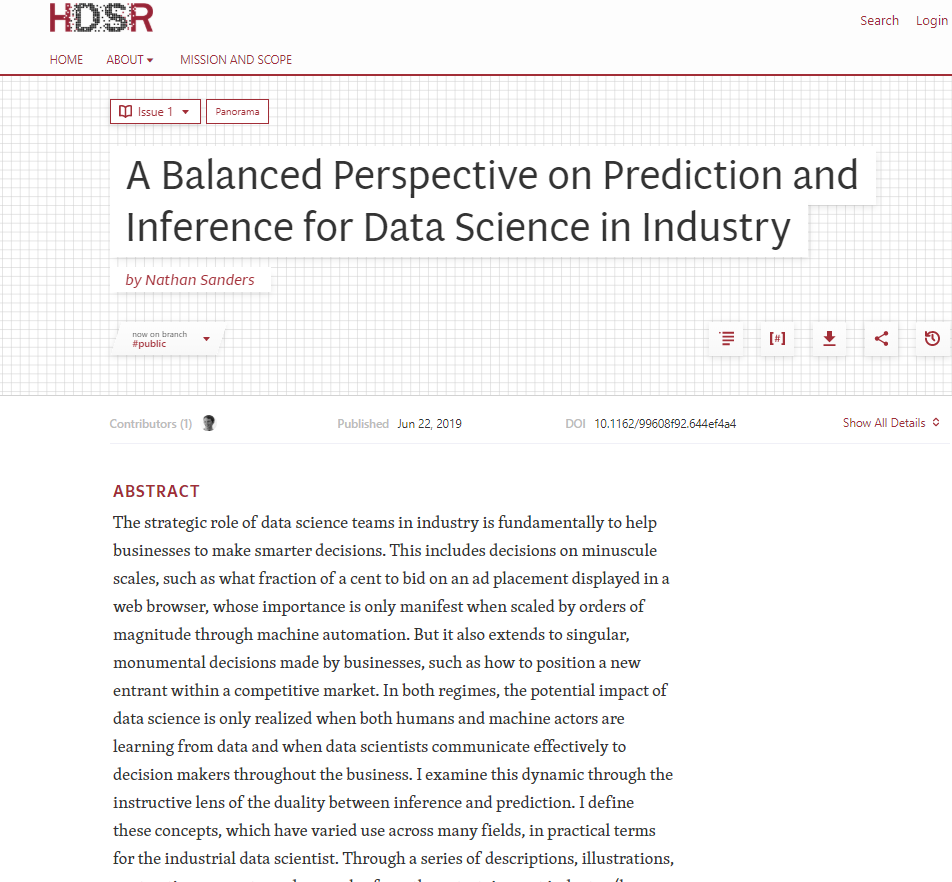 HDSR
Search Login
HOME ABOUT MISSION AND SCOPE
Issue 1 Panorama
A Balanced Perspective on Prediction and
Inference for Data Science in Industry
by Nathan Sanders
now on branch
#public
[#]
Contributors (1) Published Jun 22, 2019 DOI 10.1162/99608f92.644ef4a4 Show All Details
ABSTRACT
The strategic role of data science teams in industry is fundamentally to help
businesses to make smarter decisions. This includes decisions on minuscule
scales, such as what fraction of a cent to bid on an ad placement displayed in a
web browser, whose importance is only manifest when scaled by orders of
magnitude through machine automation. But it also extends to singular,
monumental decisions made by businesses, such as how to position a new
entrant within a competitive market. In both regimes, the potential impact of
data science is only realized when both humans and machine actors are
learning from data and when data scientists communicate effectively to
decision makers throughout the business. I examine this dynamic through the
instructive lens of the duality between inference and prediction. I define
these concepts, which have varied use across many fields, in practical terms
for the industrial data scientist. Through a series of descriptions, illustrations,